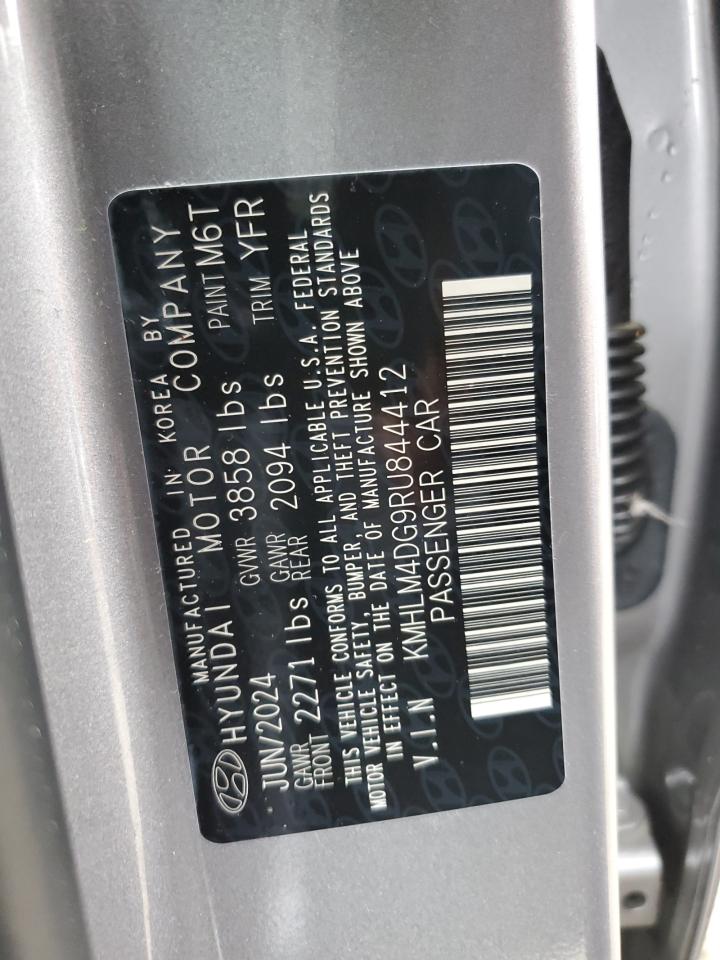 MANUFACTURED IN KOREA BY
HYUNDAI MOTOR COMPANY
JUN/2024 GVWR 3858 lbs PAINT M6T
GAWR FRONT 2271 lbs GAWR REAR 2094 lbs TRIM YFR
THIS VEHICLE CONFORMS TO ALL APPLICABLE U.S.A. FEDERAL
MOTOR VEHICLE SAFETY, BUMPER, AND THEFT PREVENTION STANDARDS
IN EFFECT ON THE DATE OF MANUFACTURE SHOWN ABOVE
V.I.N KMHLM4DG9RU844412
PASSENGER CAR